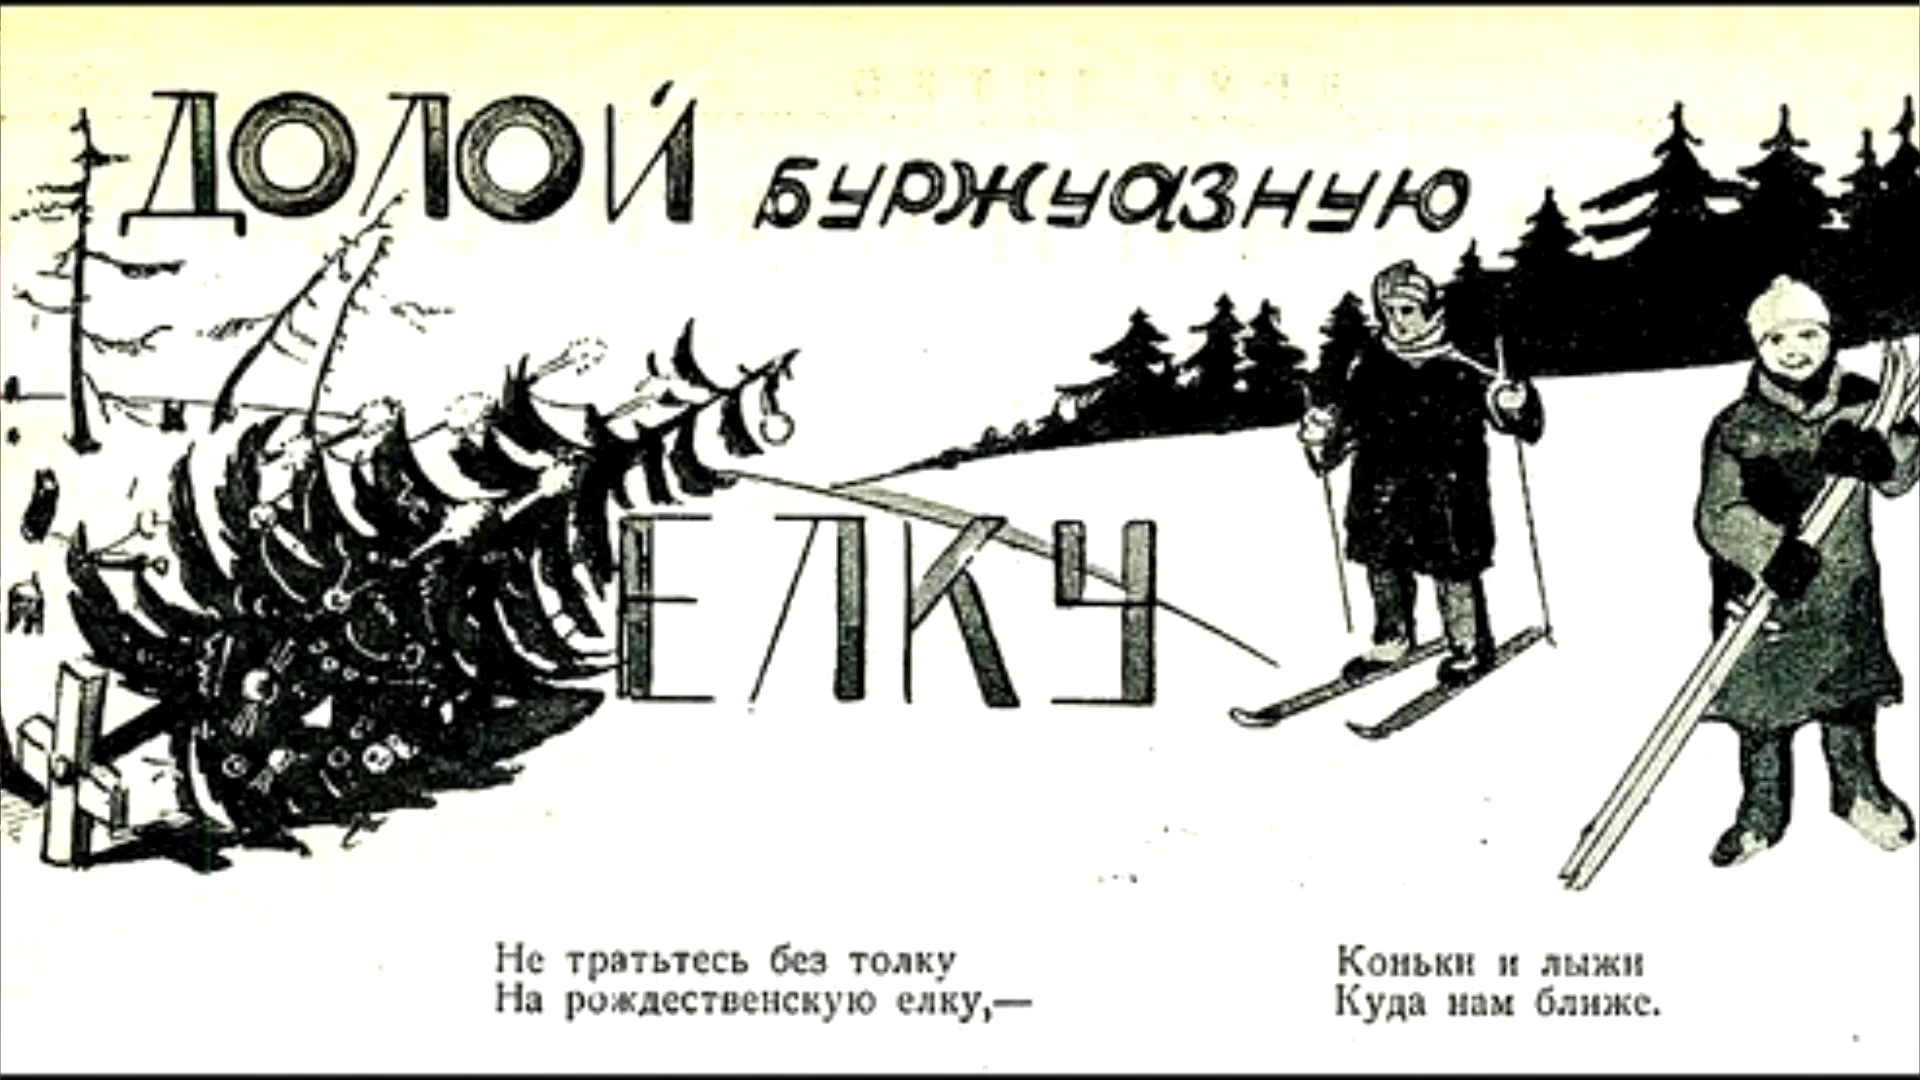 ДОЛОЙ
буржуазную
ЕЛКУ
Не тратьтесь без толку
На рождественскую елку,—
Коньки и лыжи
Куда нам ближе.